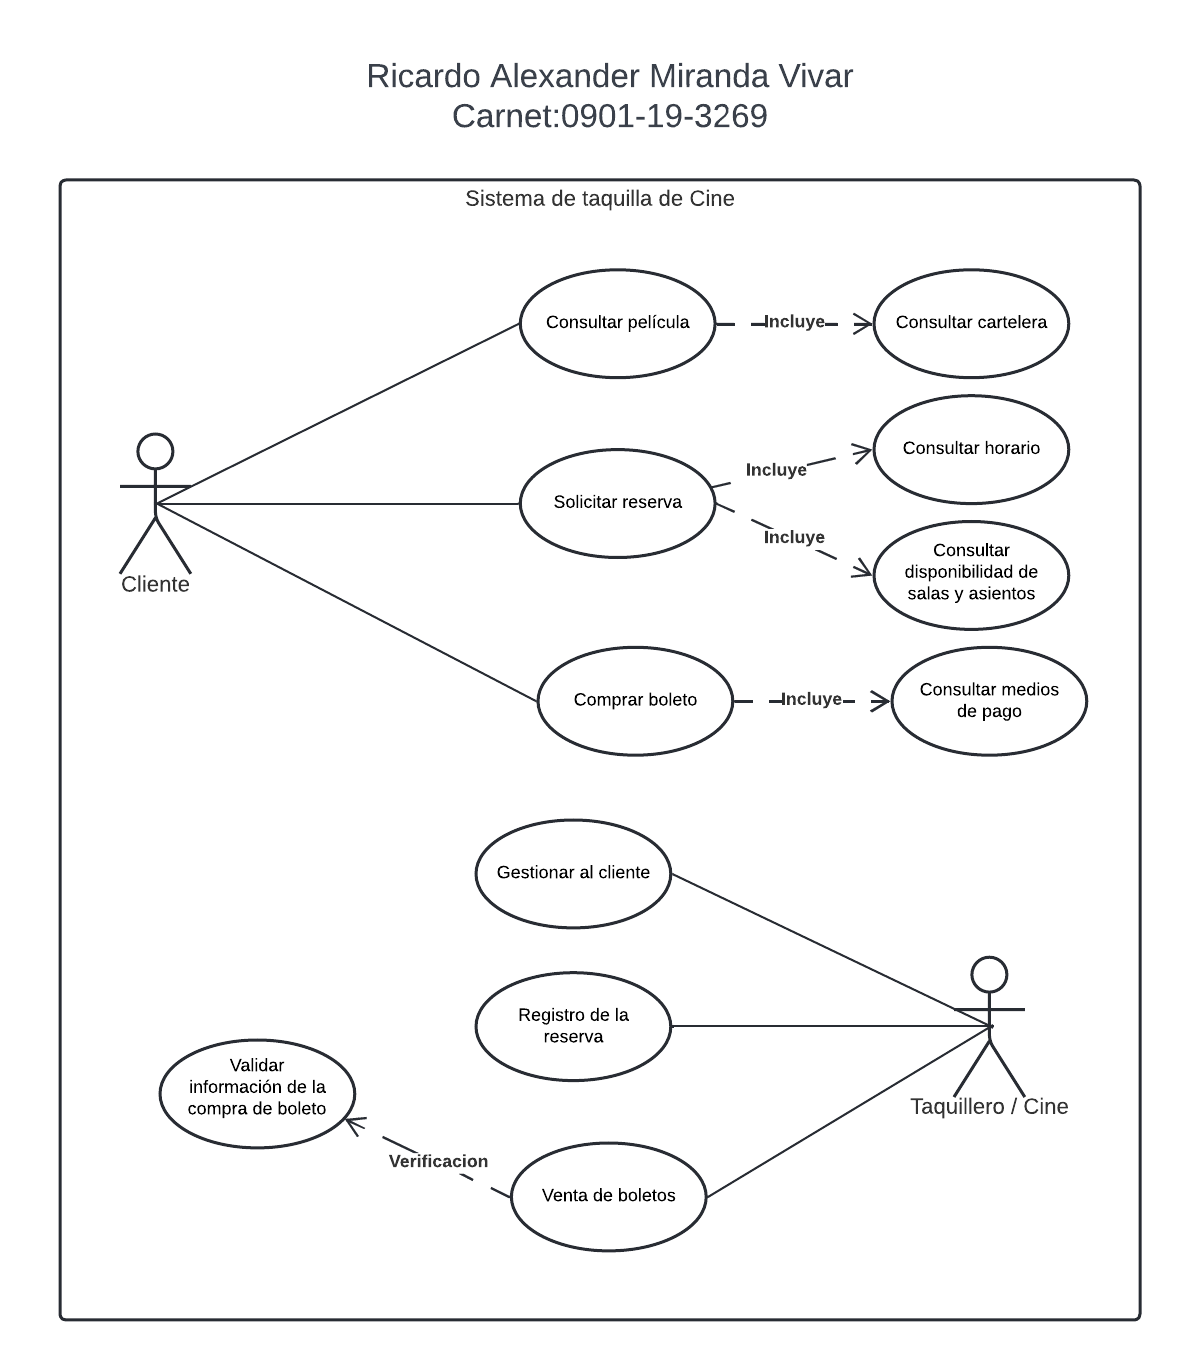 Ricardo Alexander Miranda Vivar
Carnet:0901-19-3269
Sistema de taquilla de Cine
Consultar película
Incluye
Consultar cartelera
Consultar horario
Incluye
Solicitar reserva
Incluye
Consultar
disponibilidad de
salas y asientos
Cliente
Comprar boleto
Incluye
Consultar medios
de pago
Gestionar al cliente
Registro de la
reserva
Taquillero / Cine
Validar
información de la
compra de boleto
Verificacion
Venta de boletos